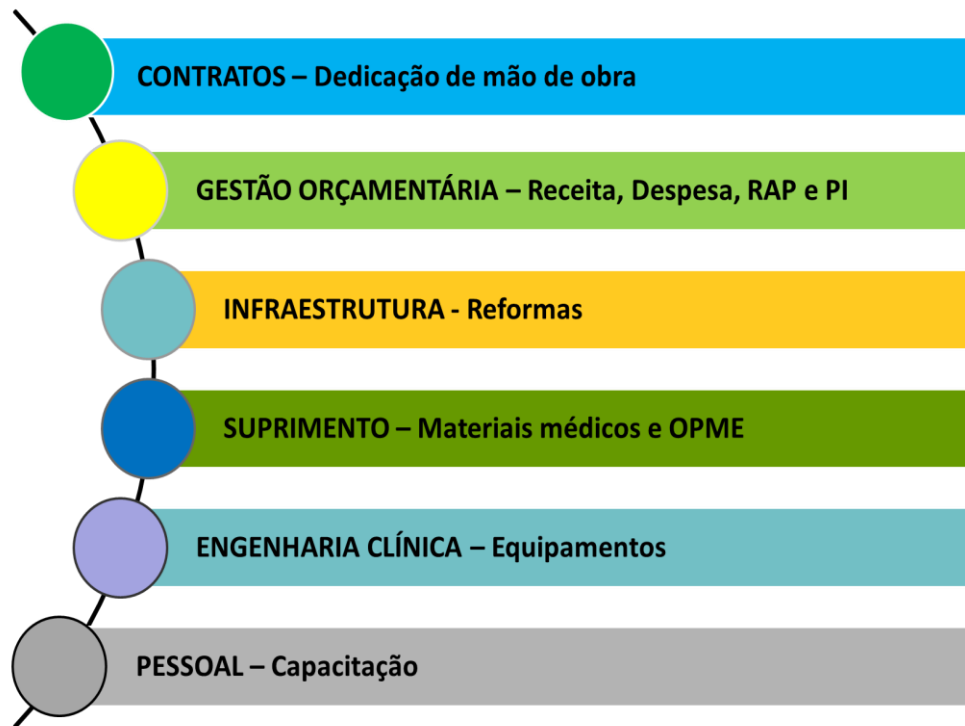 CONTRATOS – Dedicação de mão de obra
GESTÃO ORÇAMENTÁRIA – Receita, Despesa, RAP e PI
INFRAESTRUTURA - Reformas
SUPRIMENTO – Materiais médicos e OPME
ENGENHARIA CLÍNICA – Equipamentos
PESSOAL – Capacitação